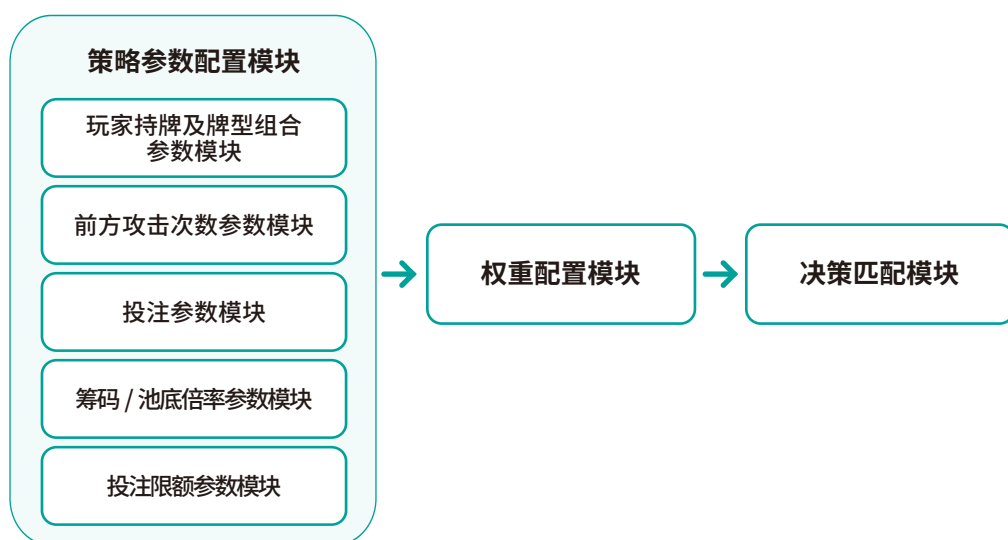 策略参数配置模块
玩家持牌及牌型组合
参数模块
前方攻击次数参数模块
投注参数模块
筹码 / 池底倍率参数模块
投注限额参数模块
权重配置模块
决策匹配模块